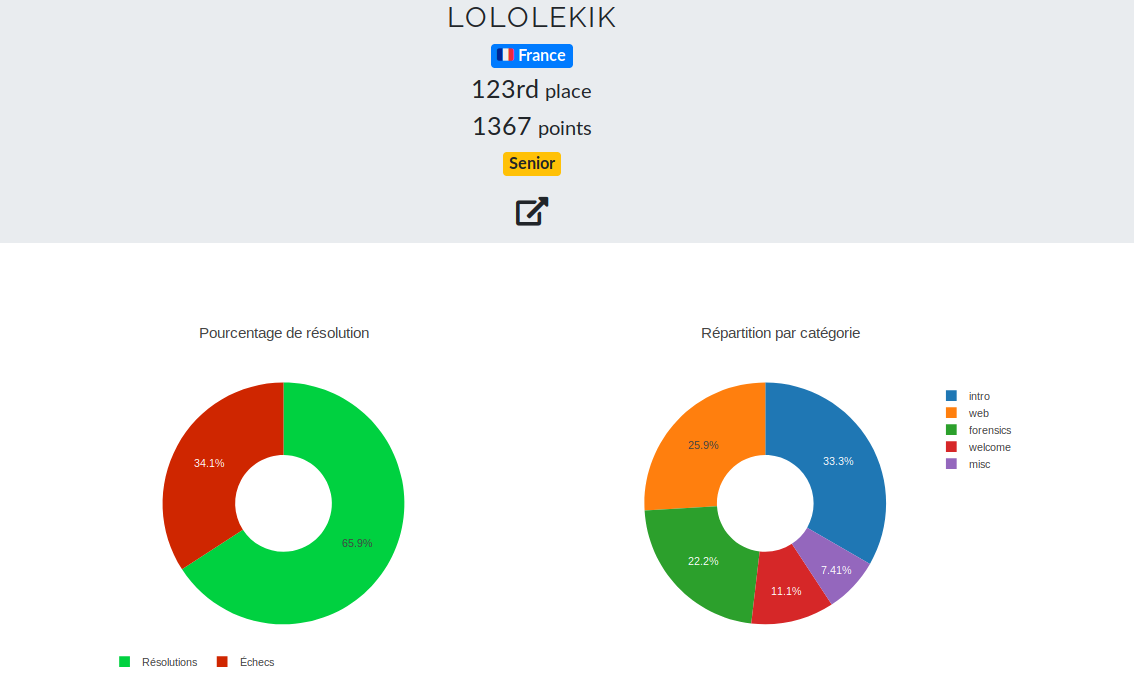 LOLOLEKIK
France
123rd place
1367 points
Senior
Pourcentage de résolution
34.1%
65.9%
Résolutions Échecs
Répartition par catégorie
25.9%
33.3%
22.2%
11.1%
7.41%
intro
web
forensics
welcome
misc